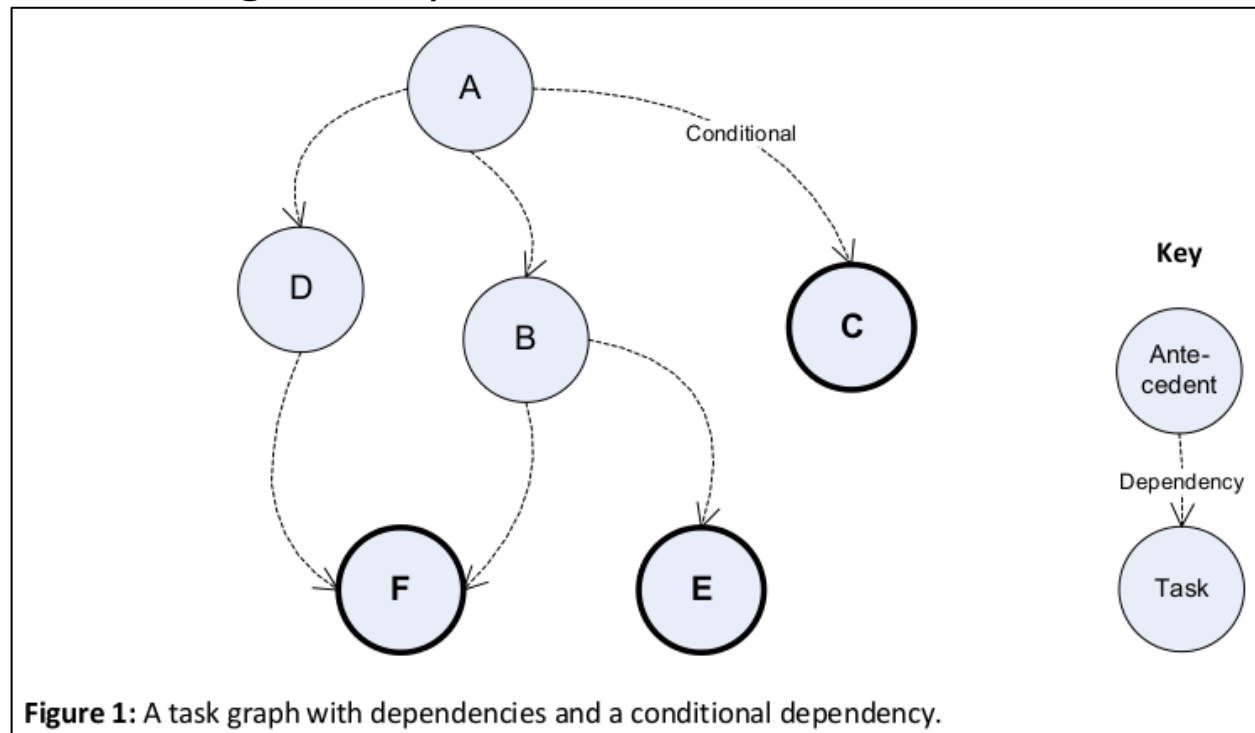 A
Conditional
D
B
C
Key
Ante-
cedent
Dependency
F
E
Task
Figure 1: A task graph with dependencies and a conditional dependency.